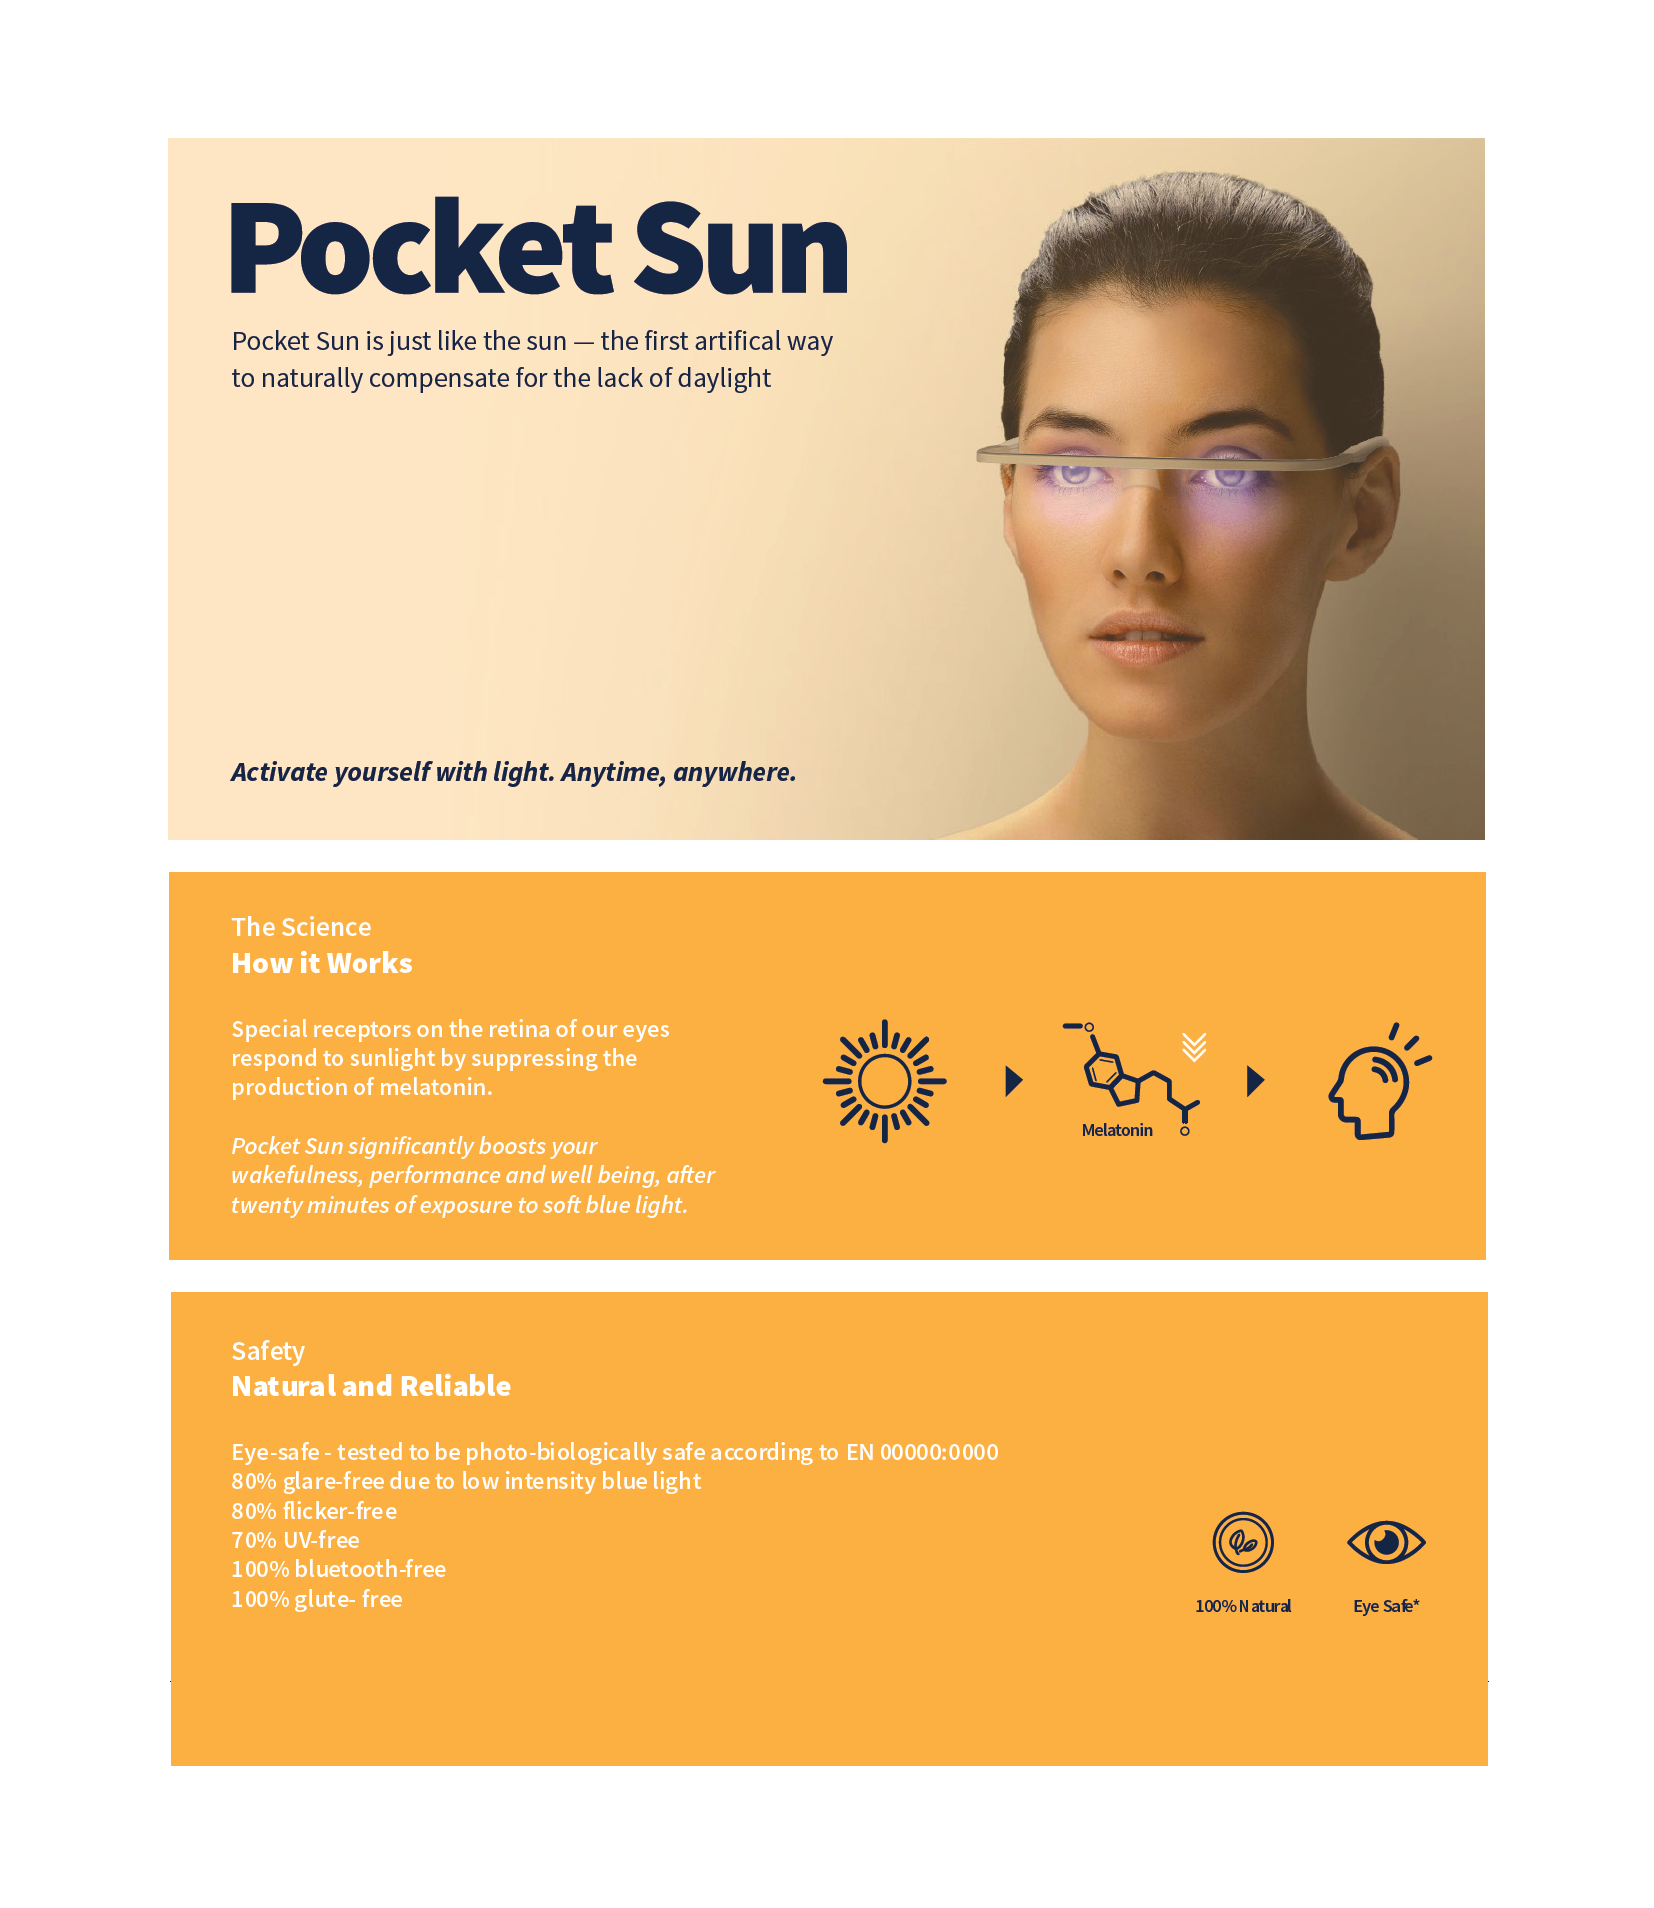 Pocket Sun
Pocket Sun is just like the sun — the first artifical way
to naturally compensate for the lack of daylight
Activate yourself with light. Anytime, anywhere.
The Science
How it Works
Special receptors on the retina of our eyes
respond to sunlight by suppressing the
production of melatonin.
Pocket Sun significantly boosts your
wakefulness, performance and well being, after
twenty minutes of exposure to soft blue light.
Melatonin
Safety
Natural and Reliable
Eye-safe - tested to be photo-biologically safe according to EN 00000:0000
80% glare-free due to low intensity blue light
80% flicker-free
70% UV-free
100% bluetooth-free
100% glute- free
100% Natural
Eye Safe*